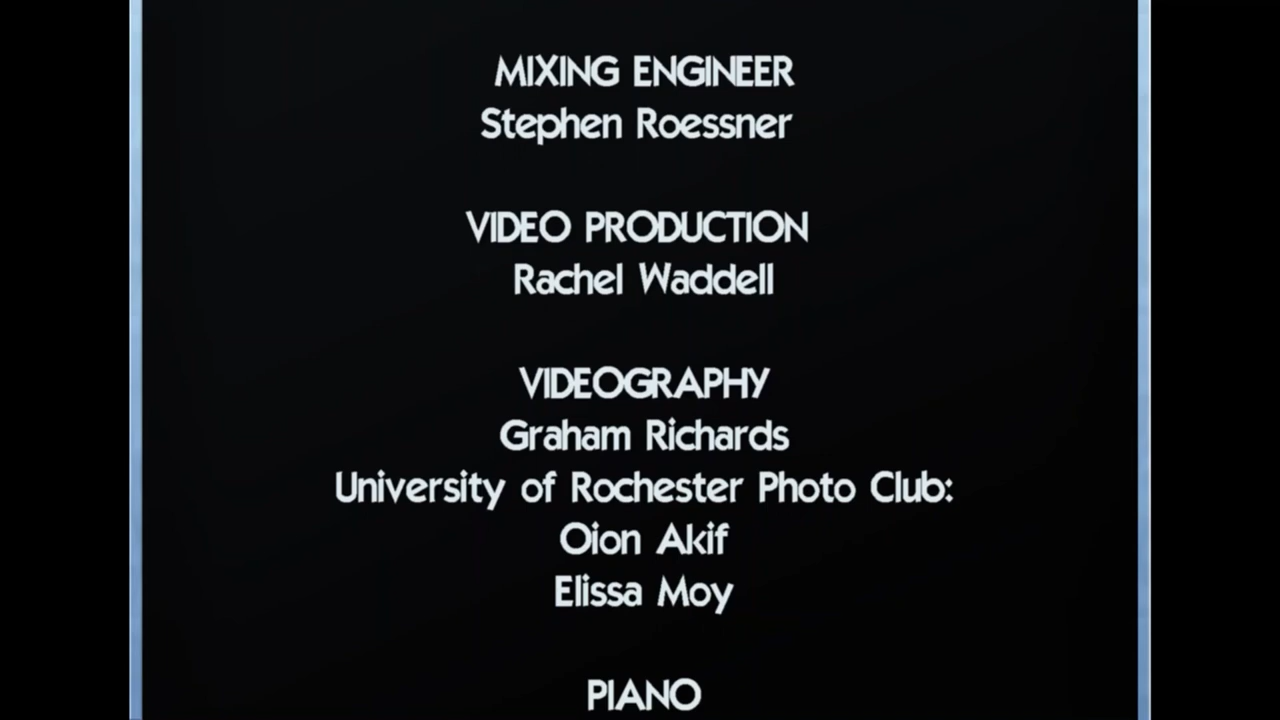 MIXING ENGINEER
Stephen Roessner
VIDEO PRODUCTION
Rachel Waddell
VIDEOGRAPHY
Graham Richards
University of Rochester Photo Club:
Oion Akif
Elissa Moy
PIANO